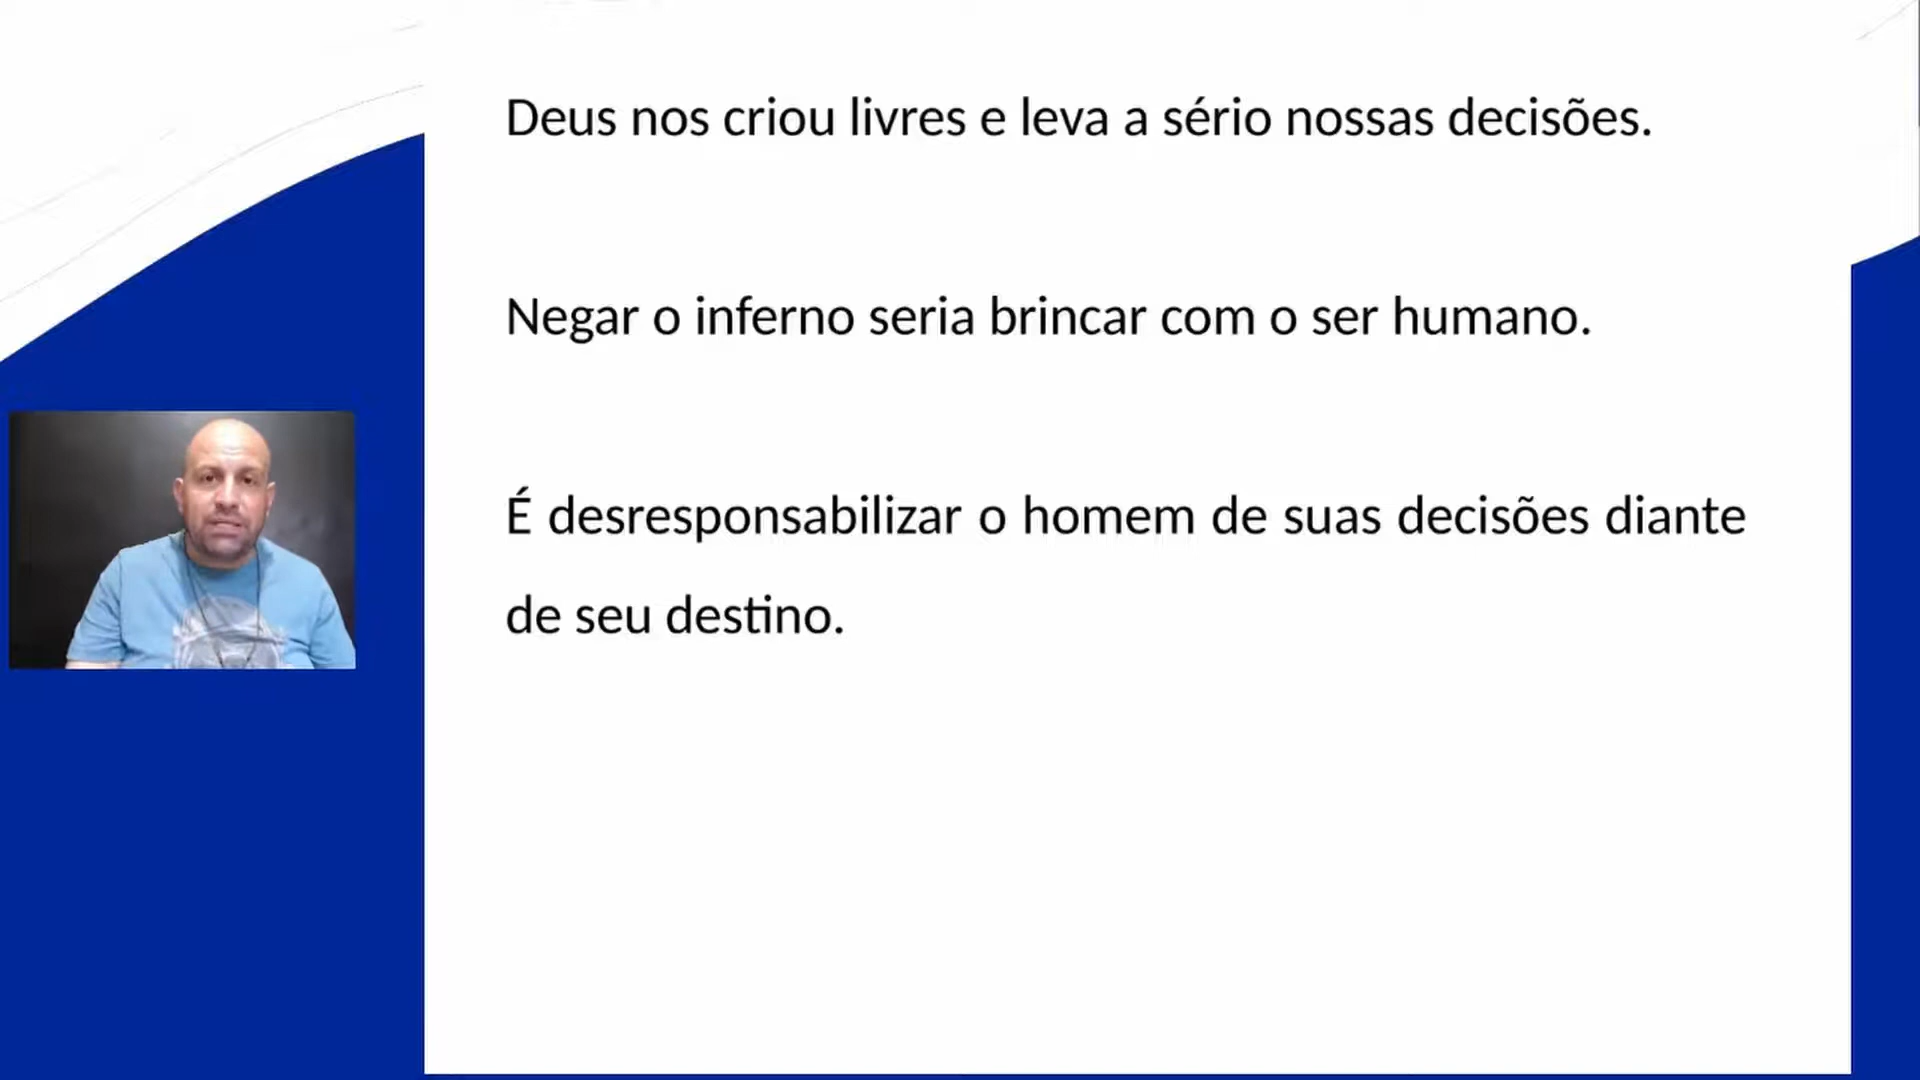 Deus nos criou livres e leva a sério nossas decisões.
Negar o inferno seria brincar com o ser humano.
É desresponsabilizar o homem de suas decisões diante
de seu destino.